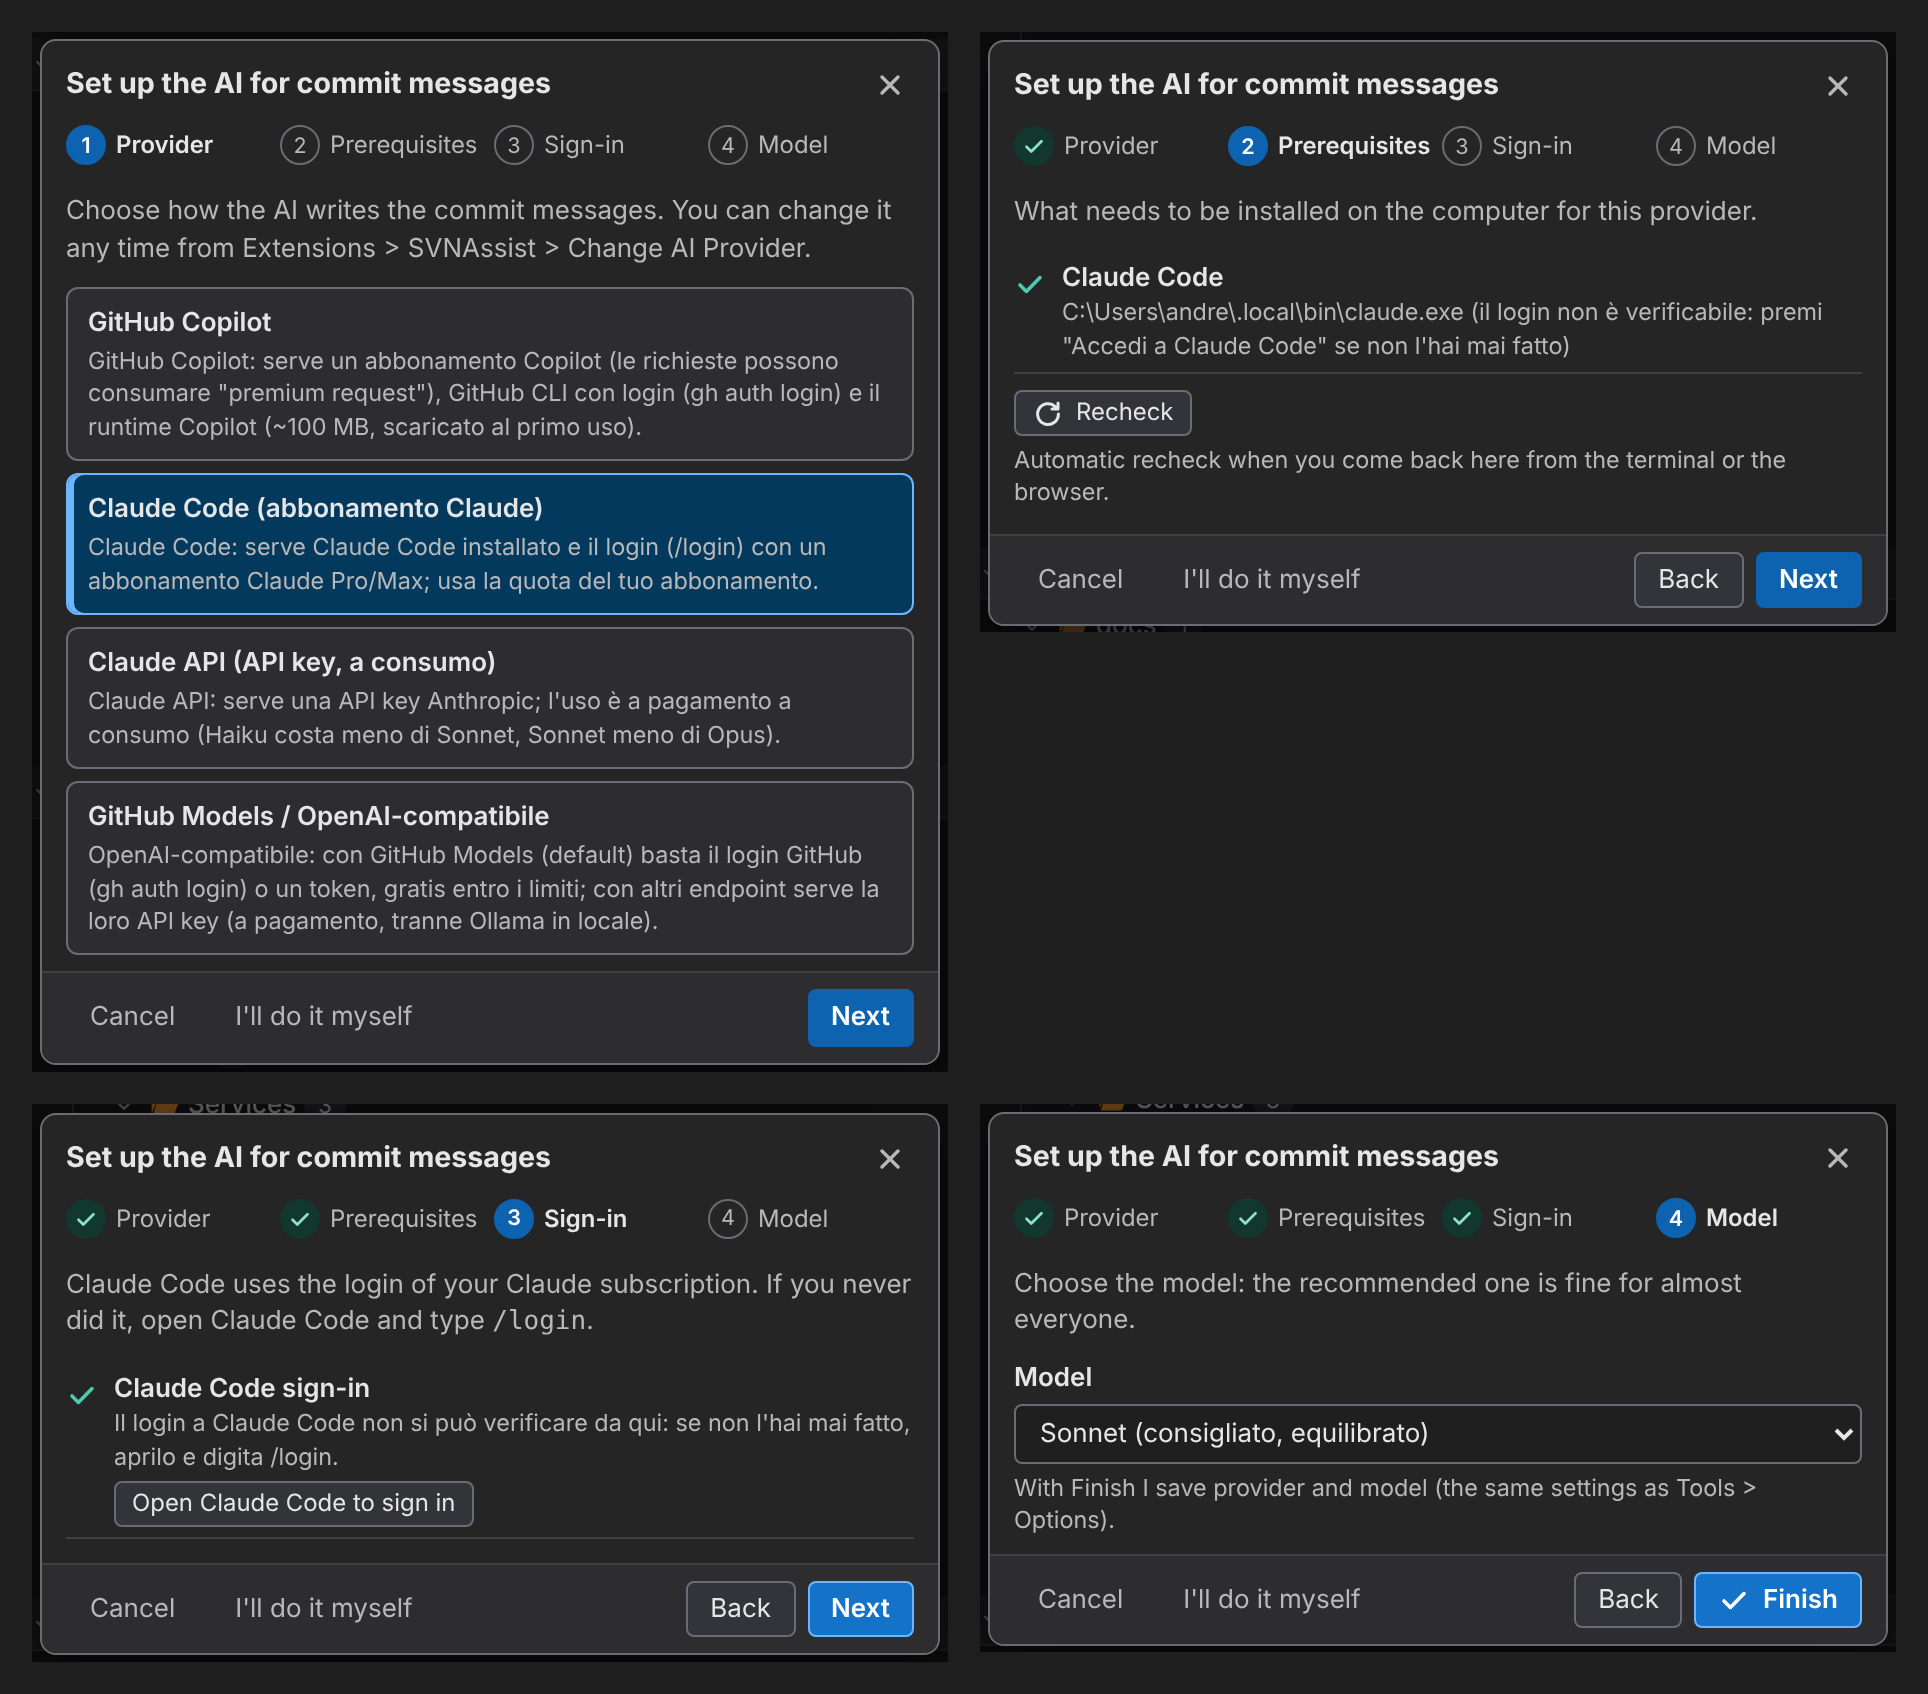 Set up the AI for commit messages
1 Provider 2 Prerequisites 3 Sign-in 4 Model
Choose how the AI writes the commit messages. You can change it
any time from Extensions > SVNAssist > Change AI Provider.
GitHub Copilot
GitHub Copilot: serve un abbonamento Copilot (le richieste possono
consumare "premium request"), GitHub CLI con login (gh auth login) e il
runtime Copilot (~100 MB, scaricato al primo uso).
Claude Code (abbonamento Claude)
Claude Code: serve Claude Code installato e il login (/login) con un
abbonamento Claude Pro/Max; usa la quota del tuo abbonamento.
Claude API (API key, a consumo)
Claude API: serve una API key Anthropic; l'uso è a pagamento a
consumo (Haiku costa meno di Sonnet, Sonnet meno di Opus).
GitHub Models / OpenAI-compatibile
OpenAI-compatibile: con GitHub Models (default) basta il login GitHub
(gh auth login) o un token, gratis entro i limiti; con altri endpoint serve la
loro API key (a pagamento, tranne Ollama in locale).
Cancel I'll do it myself Next
Set up the AI for commit messages
Provider 2 Prerequisites 3 Sign-in 4 Model
What needs to be installed on the computer for this provider.
Claude Code
C:\Users\andre\.local\bin\claude.exe (il login non è verificabile: premi
"Accedi a Claude Code" se non l'hai mai fatto)
Recheck
Automatic recheck when you come back here from the terminal or the
browser.
Cancel I'll do it myself Back Next
docs
Services 3
Set up the AI for commit messages
Provider Prerequisites 3 Sign-in 4 Model
Claude Code uses the login of your Claude subscription. If you never
did it, open Claude Code and type /login.
Claude Code sign-in
Il login a Claude Code non si può verificare da qui: se non l'hai mai fatto,
aprilo e digita /login.
Open Claude Code to sign in
Cancel I'll do it myself Back Next
Services
Set up the AI for commit messages
Provider Prerequisites Sign-in 4 Model
Choose the model: the recommended one is fine for almost
everyone.
Model
Sonnet (consigliato, equilibrato)
With Finish I save provider and model (the same settings as Tools >
Options).
Cancel I'll do it myself Back Finish